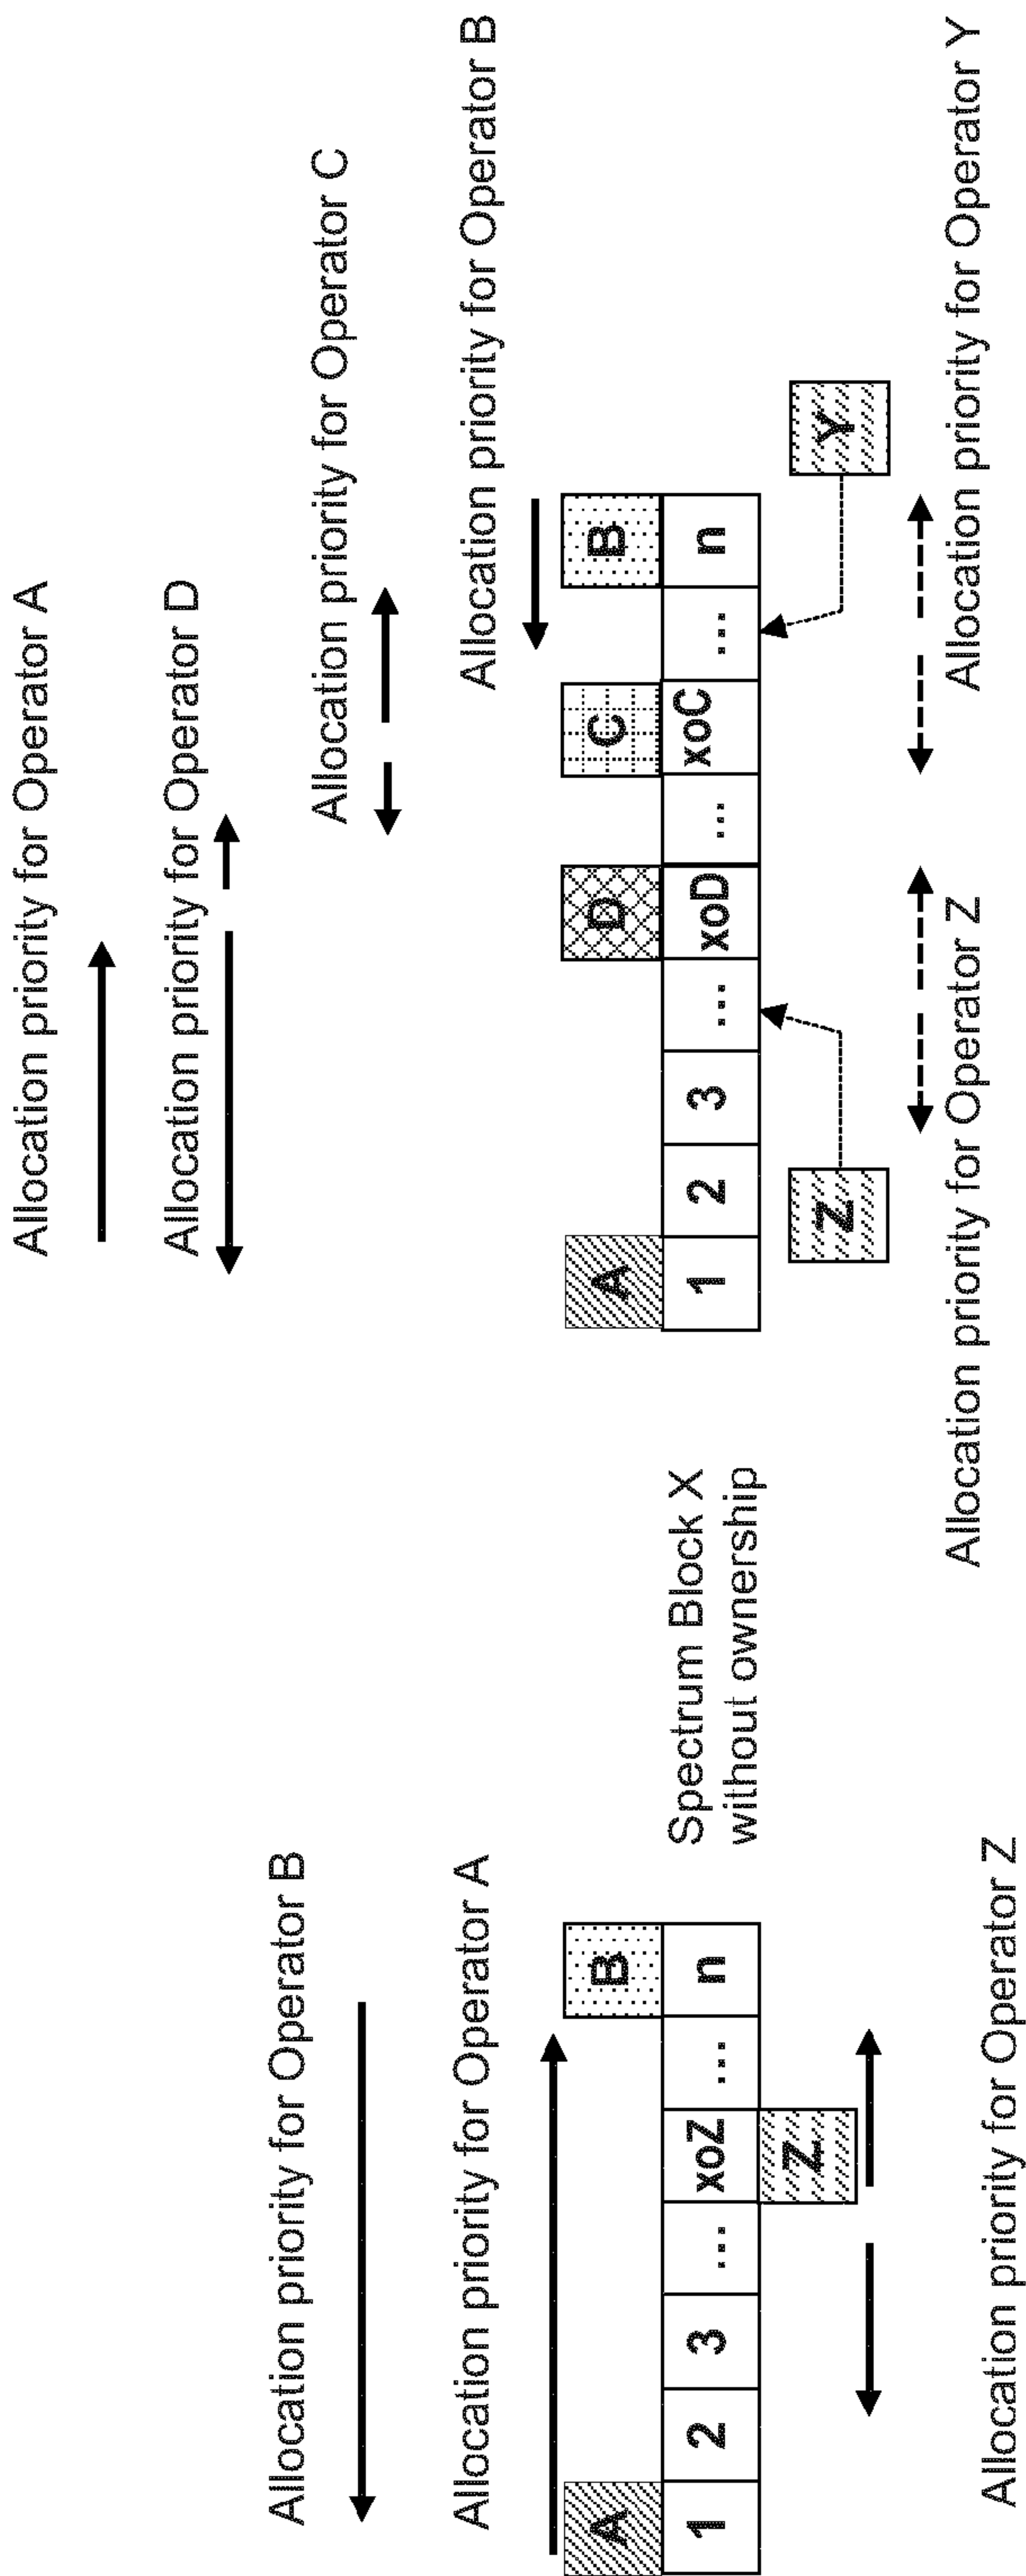 Allocation priority for Operator B
Allocation priority for Operator A
A
B
1 2 3 ... xoZ ... n
Z
Allocation priority for Operator Z
Spectrum Block X
without ownership
Allocation priority for Operator A
Allocation priority for Operator D
Allocation priority for Operator C
Allocation priority for Operator B
A
D
C
B
1 2 3 ... xoD ... xoC ... n
Z
Y
Allocation priority for Operator Z
Allocation priority for Operator Y